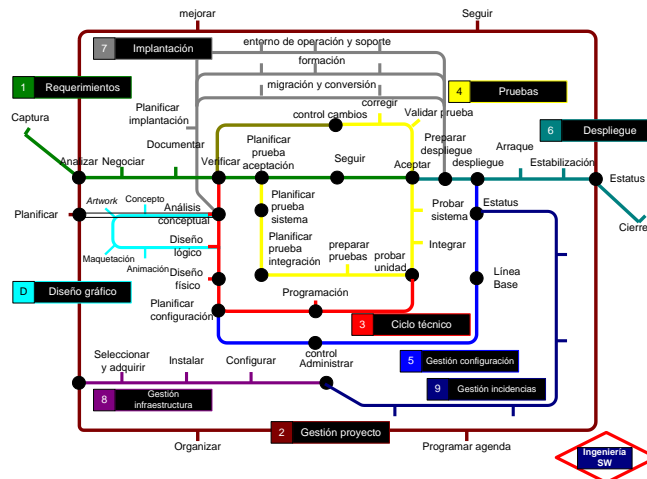 mejorar
Seguir
7 Implantación
entorno de operación y soporte
formación
migración y conversión
1 Requerimientos
4 Pruebas
Captura
Planificar
implantación
control cambios
corregir
Validar prueba
6 Despliegue
Documentar
Planificar
prueba
aceptación
Preparar
despliegue
Arraque
Analizar
Negociar
Verificar
Seguir
Aceptar
despliegue
Estabilización
Estatus
Artwork
Concepto
Planificar
Análisis
conceptual
Planificar
prueba
sistema
Probar
sistema
Estatus
Cierre
Diseño
lógico
Planificar
prueba
integración
preparar
pruebas
probar
unidad
Integrar
Maquetación
Animación
Diseño
físico
Línea
Base
D Diseño gráfico
Planificar
configuración
Programación
3 Ciclo técnico
control
Administrar
Seleccionar
y adquirir
Instalar
Configurar
5 Gestión configuración
9 Gestión incidencias
8 Gestión
infraestructura
2 Gestión proyecto
Organizar
Programar agenda
Ingeniería
SW